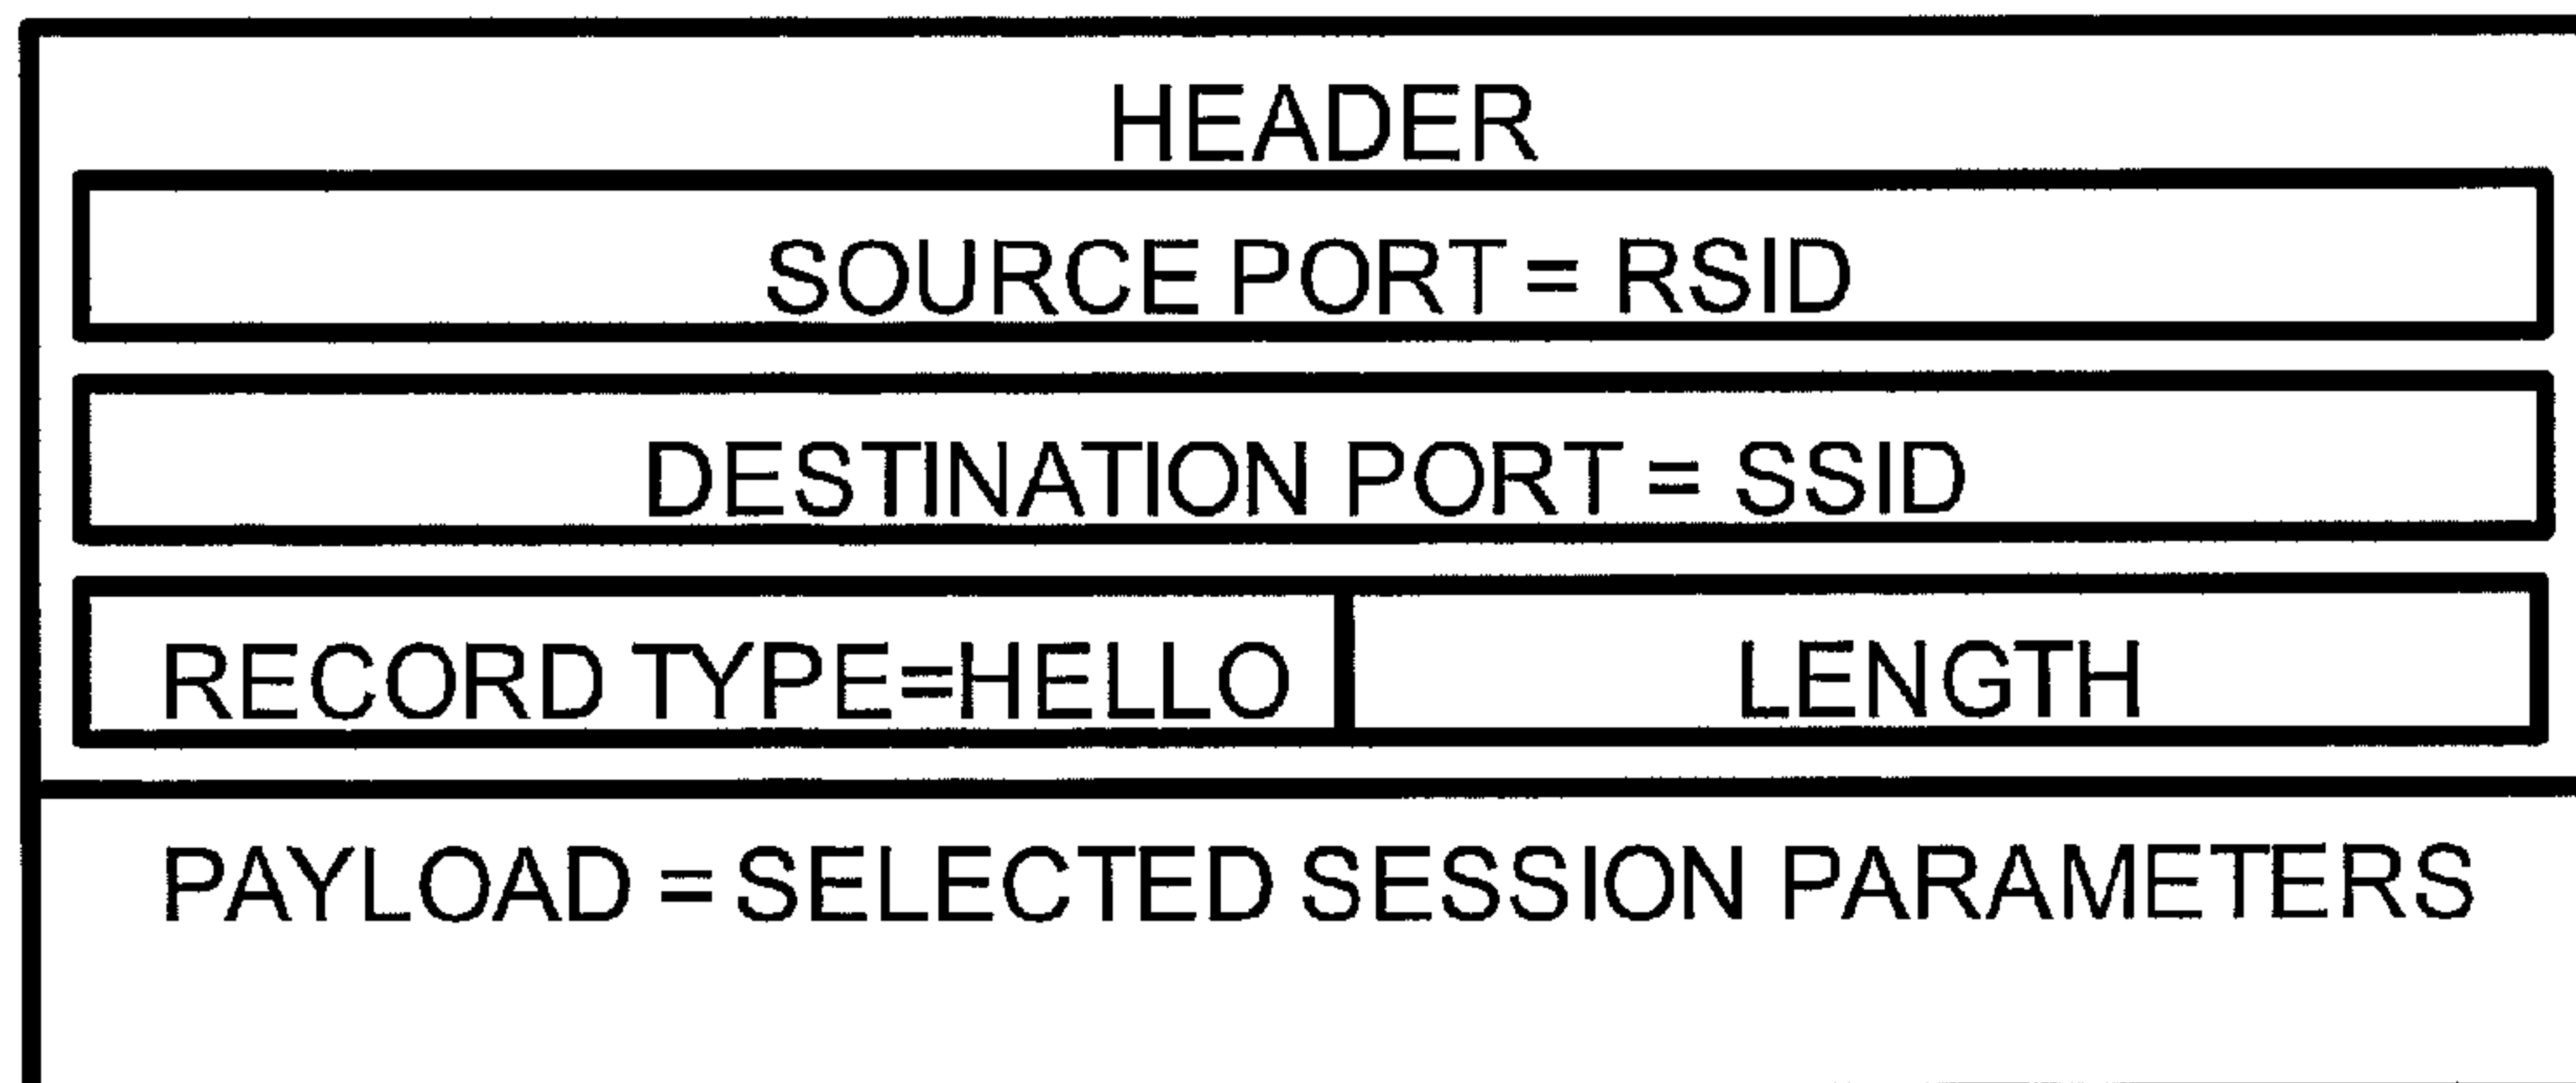 HEADER
SOURCE PORT = RSID
DESTINATION PORT = SSID
RECORD TYPE=HELLO LENGTH
PAYLOAD = SELECTED SESSION PARAMETERS